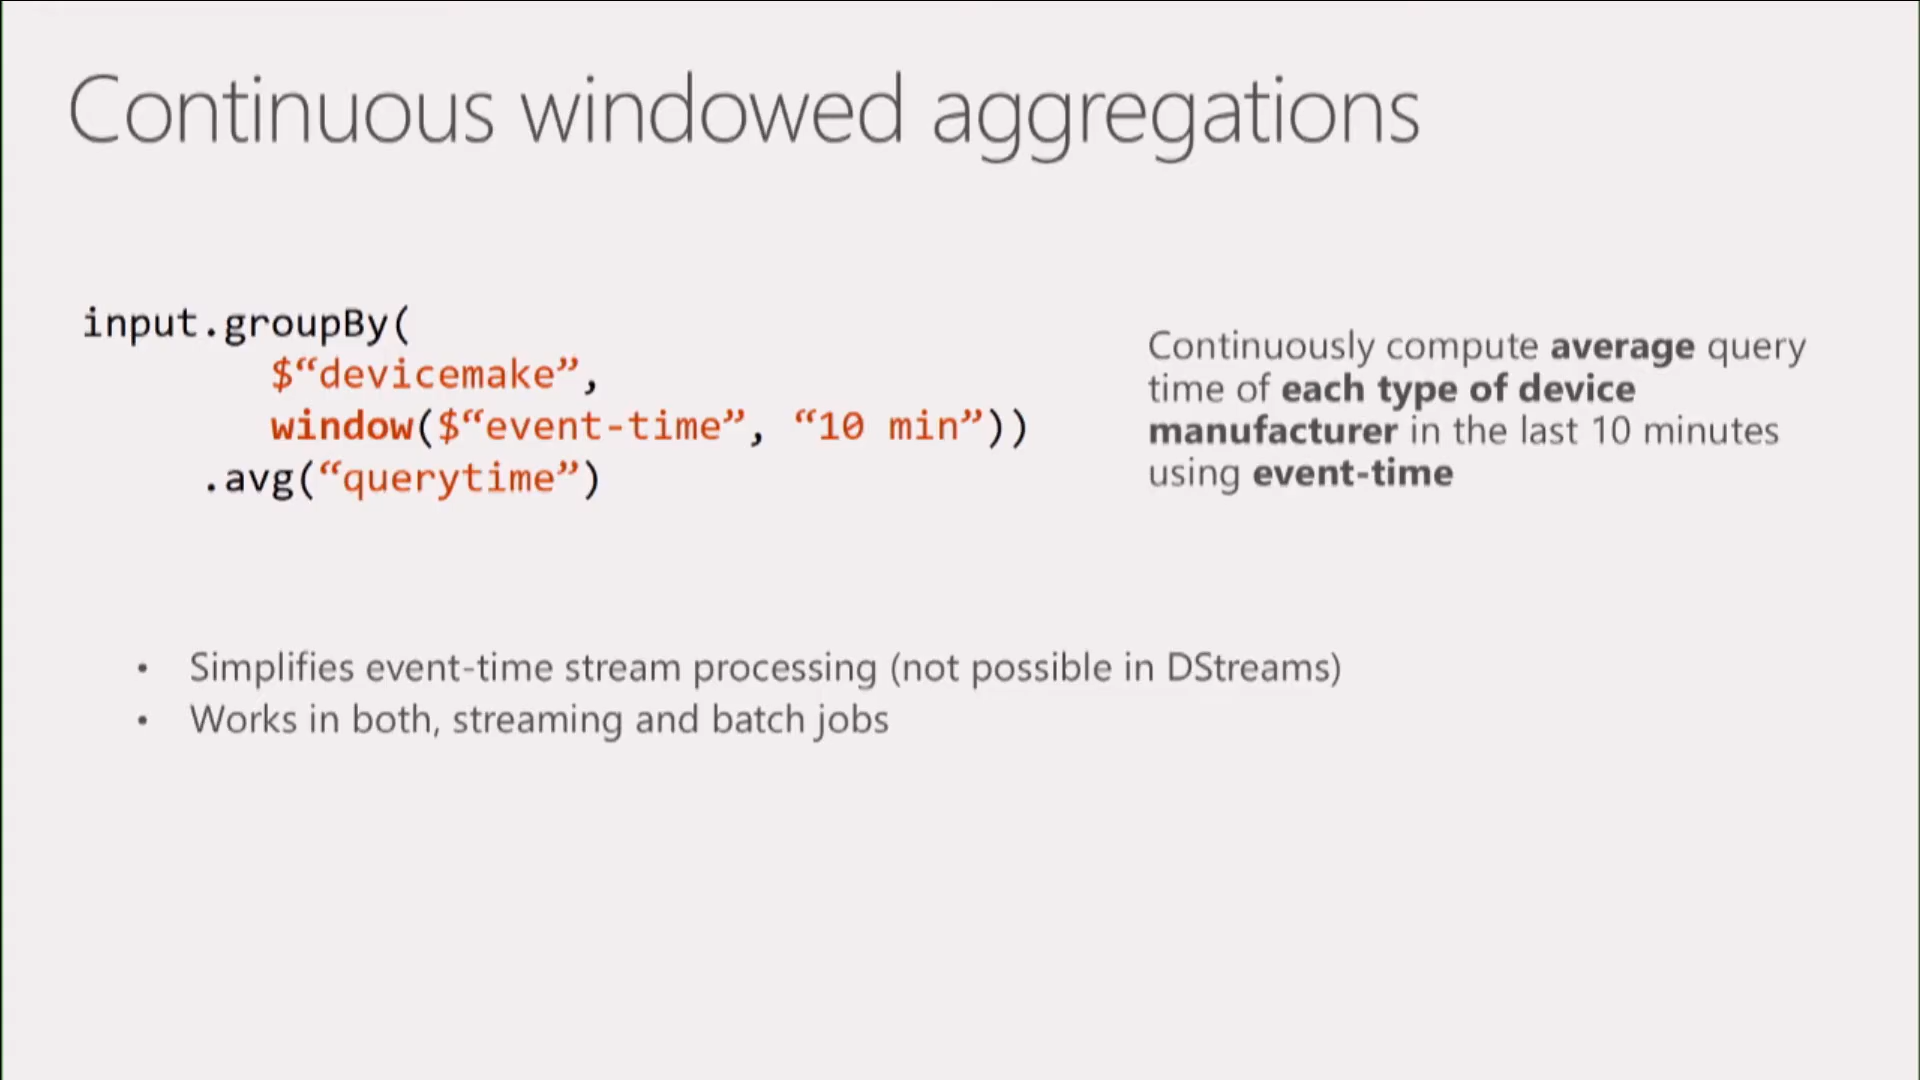 Continuous windowed aggregations
input.groupBy(
$“devicemake”,
window($“event-time”, “10 min”))
.avg(“querytime”)
Continuously compute average query
time of each type of device
manufacturer in the last 10 minutes
using event-time
• Simplifies event-time stream processing (not possible in DStreams)
• Works in both, streaming and batch jobs